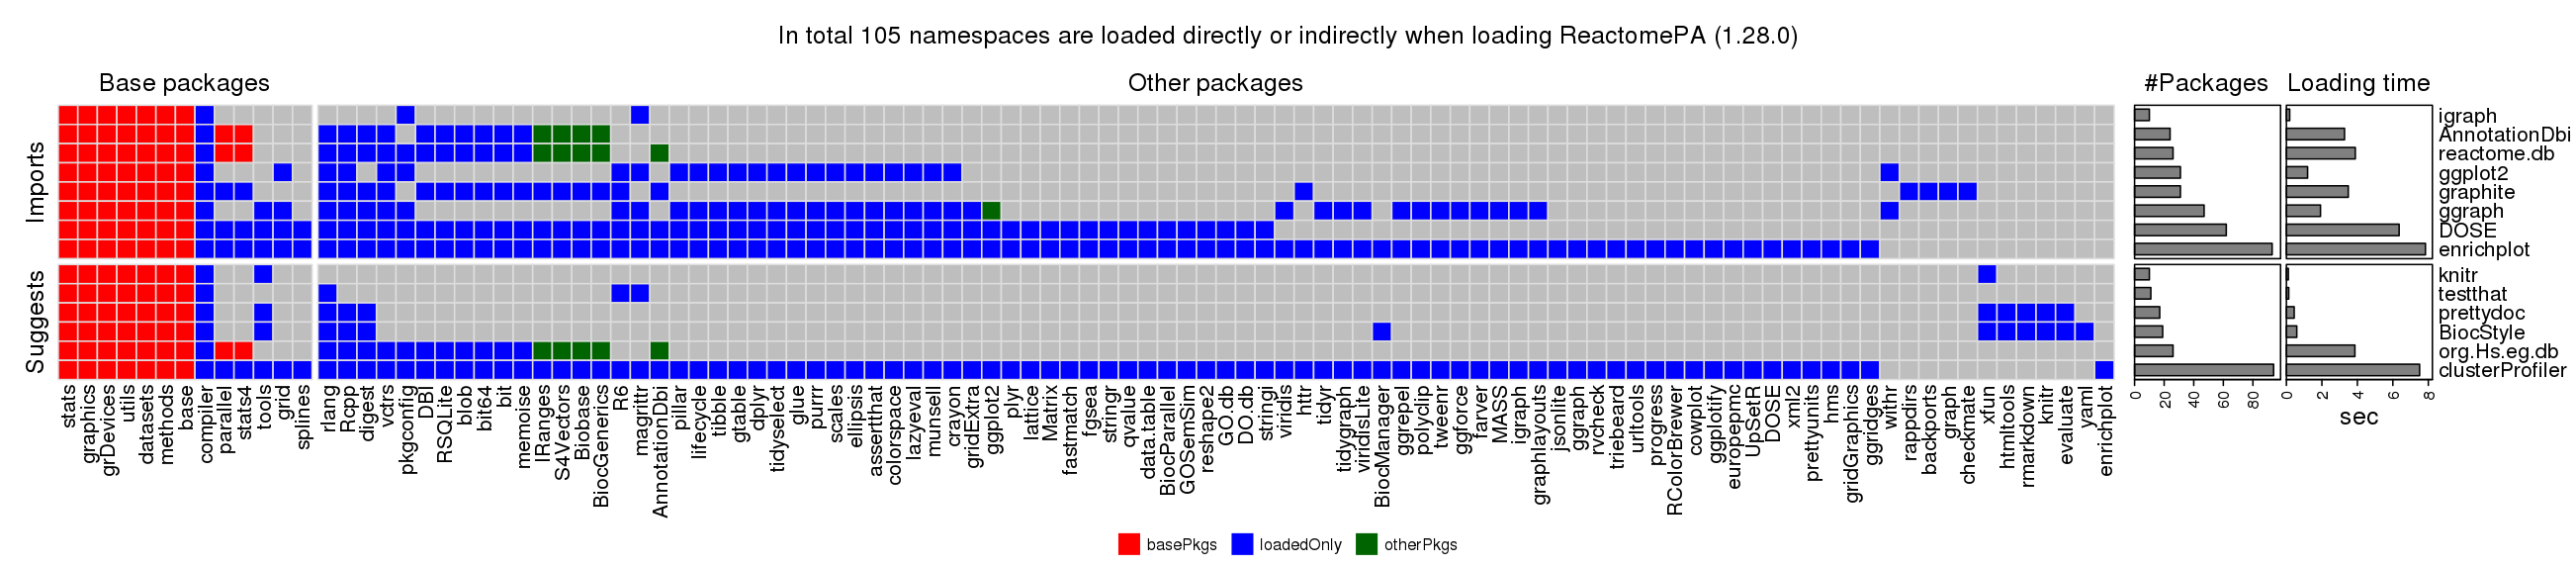 In total 105 namespaces are loaded directly or indirectly when loading ReactomePA (1.28.0)
Base packages
Other packages
#Packages
Loading time
Imports
igraph
AnnotationDbi
reactome.db
ggplot2
graphite
ggraph
DOSE
enrichplot
Suggests
knitr
testthat
prettydoc
BiocStyle
org.Hs.eg.db
clusterProfiler
stats
graphics
grDevices
utils
datasets
methods
base
compiler
parallel
stats4
tools
grid
splines
rlang
Rcpp
digest
vctrs
pkgconfig
DBI
RSQLite
blob
bit64
bit
memoise
IRanges
S4Vectors
Biobase
BiocGenerics
R6
magrittr
AnnotationDbi
pillar
lifecycle
tibble
gtable
dplyr
tidyselect
glue
purrr
scales
ellipsis
assertthat
colorspace
lazyeval
munsell
crayon
gridExtra
ggplot2
plyr
lattice
Matrix
fastmatch
fgsea
stringr
qvalue
data.table
BiocParallel
GOSemSim
reshape2
GO.db
DO.db
stringi
viridis
httr
tidyr
tidygraph
viridisLite
BiocManager
ggrepel
polyclip
tweenr
ggforce
farver
MASS
igraph
graphlayouts
jsonlite
ggraph
rvcheck
triebeard
urltools
progress
RColorBrewer
cowplot
ggplotify
europepmc
UpSetR
DOSE
xml2
prettyunits
hms
gridGraphics
ggridges
withr
rappdirs
backports
graph
checkmate
xfun
htmltools
rmarkdown
knitr
evaluate
yaml
enrichplot
0
20
40
60
80
0
2
4
6
8
sec
basePkgs
loadedOnly
otherPkgs